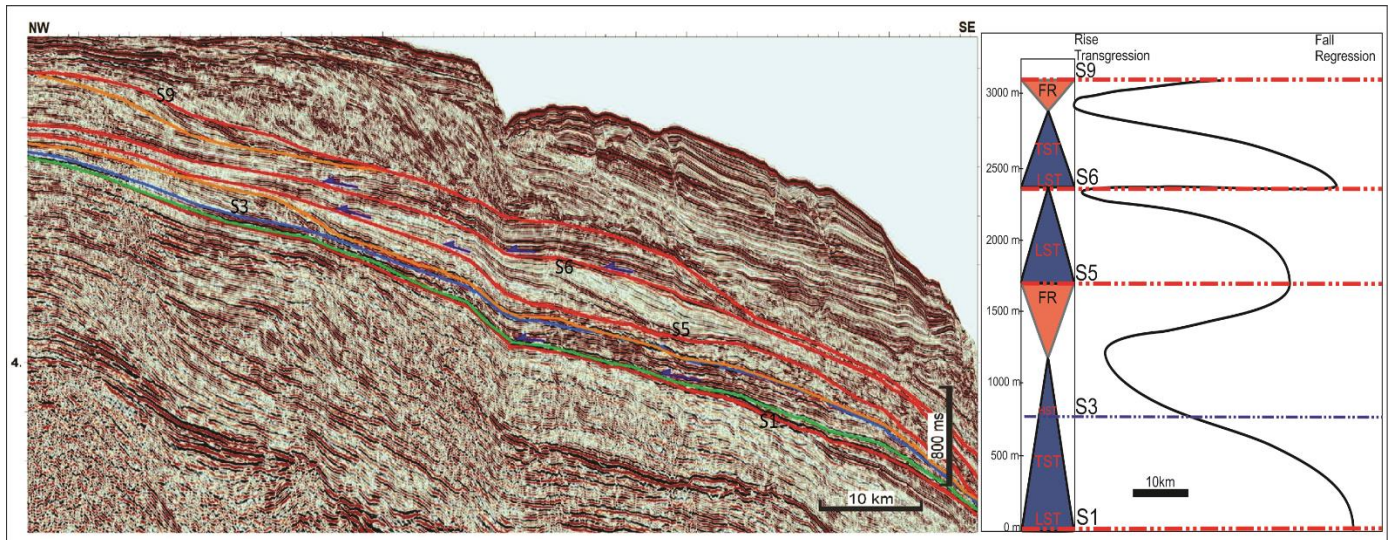 NW
SE
S9
S3
S6
S5
S1
4.
800 ms
10 km
Rise
Transgression
Fall
Regression
S9
3000 m
FR
2500 m
TST
LST
S6
2000 m
LST
S5
1500 m
FR
1000 m
S3
500 m
TST
10km
LST
S1
0 m